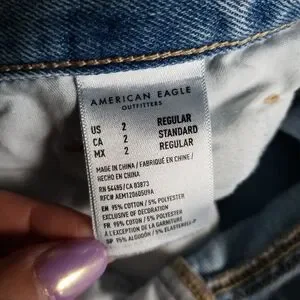 AMERICAN EAGLE
OUTFITTERS
US 2 REGULAR
CA 2 STANDARD
MX 2 REGULAR
MADE IN CHINA / FABRIQUÉ EN CHINE /
HECHO EN CHINA
RN 54485/CA 03873
RFC# AEM12060509A
EN 95% COTTON / 5% POLYESTER
EXCLUSIVE OF DECORATION
FR 95% COTON / 5% POLYESTER
À L'EXCEPTION DE LA GARNITURE
SP 95% ALGODÓN / 5%